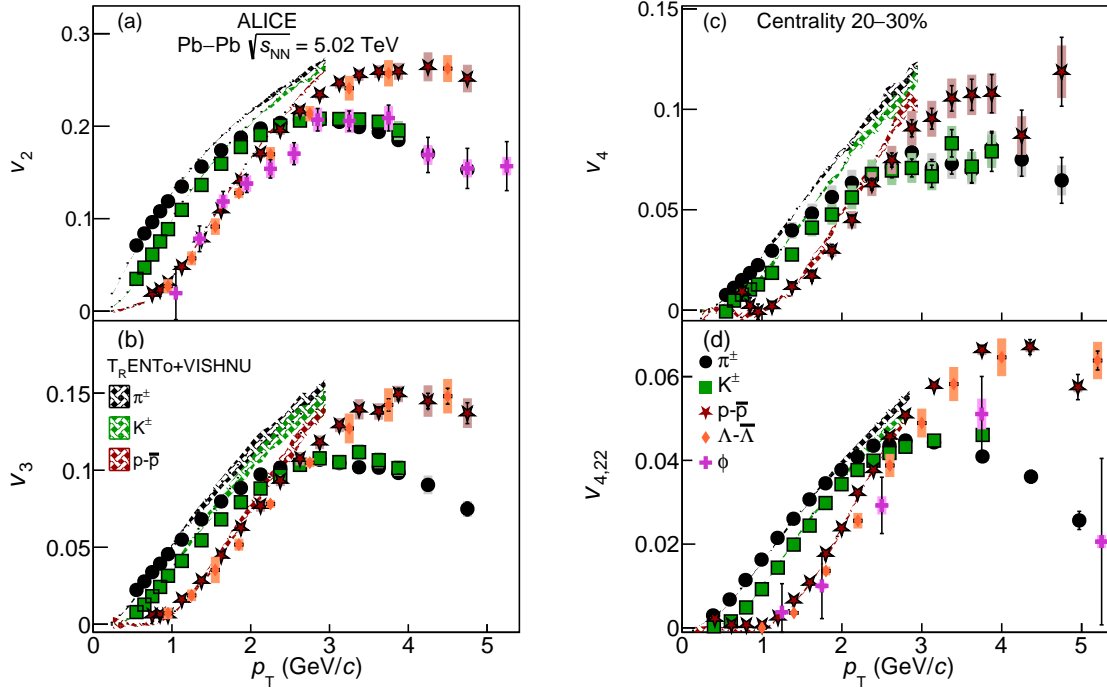 (a)
ALICE
Pb–Pb √sNN = 5.02 TeV
v2
0.3
0.2
0.1
0
(c)
Centrality 20–30%
v4
0.15
0.1
0.05
0
(b)
TRENTo+VISHNU
π±
K±
p-p̅
v3
0.15
0.1
0.05
0
0 1 2 3 4 5
pT (GeV/c)
(d)
π±
K±
p-p̅
Λ-Λ̅
ϕ
v4,22
0.06
0.04
0.02
0
0 1 2 3 4 5
pT (GeV/c)